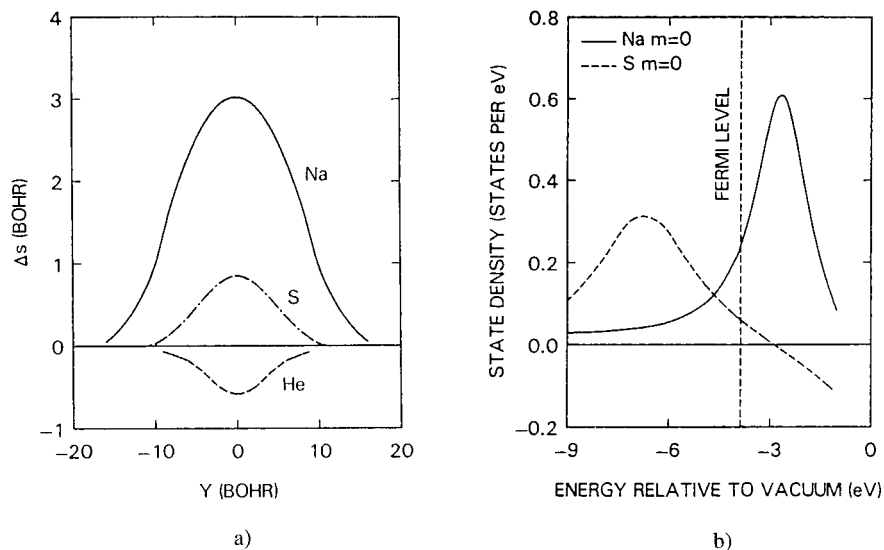 4
3
2
1
0
−1
−20
−10
0
10
20
Δs (BOHR)
Y (BOHR)
Na
S
He
a)
0.8
0.6
0.4
0.2
0.0
−0.2
−9
−6
−3
0
STATE DENSITY (STATES PER eV)
ENERGY RELATIVE TO VACUUM (eV)
Na m=0
S m=0
FERMI LEVEL
b)